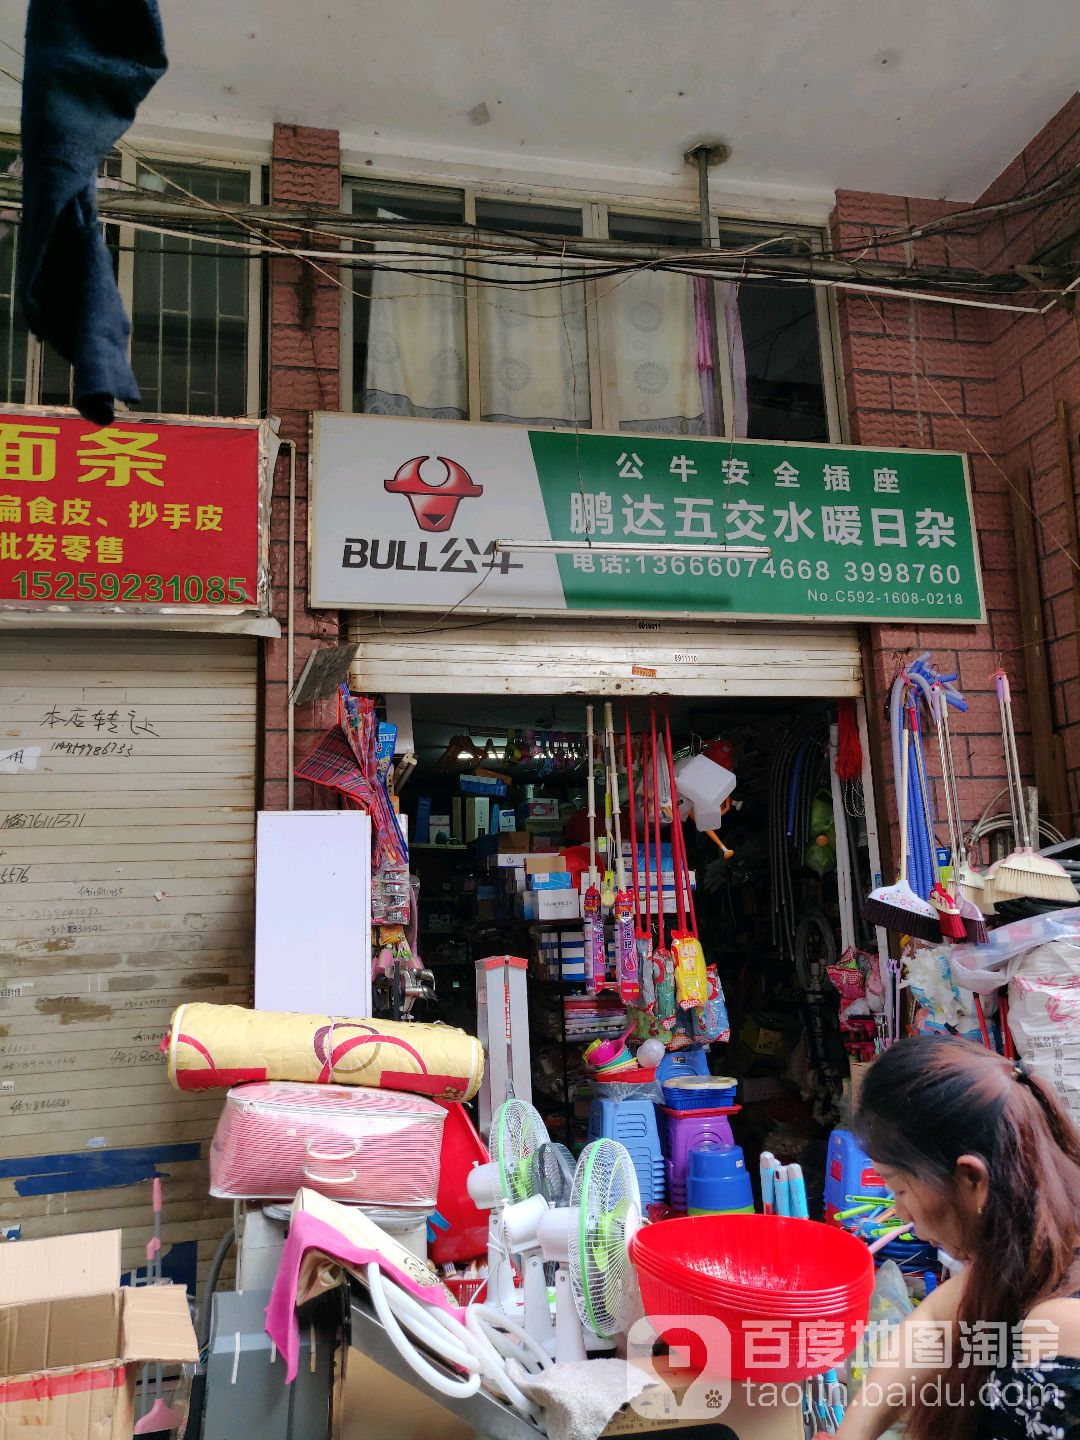 面条
扁食皮、抄手皮
批发零售
15259231085
BULL公牛
公牛安全插座
鹏达五交水暖日杂
电话:13666074668 3998760
No.C592-1608-0218
8911110
本店转让
百度地图淘金
taojin.baidu.com